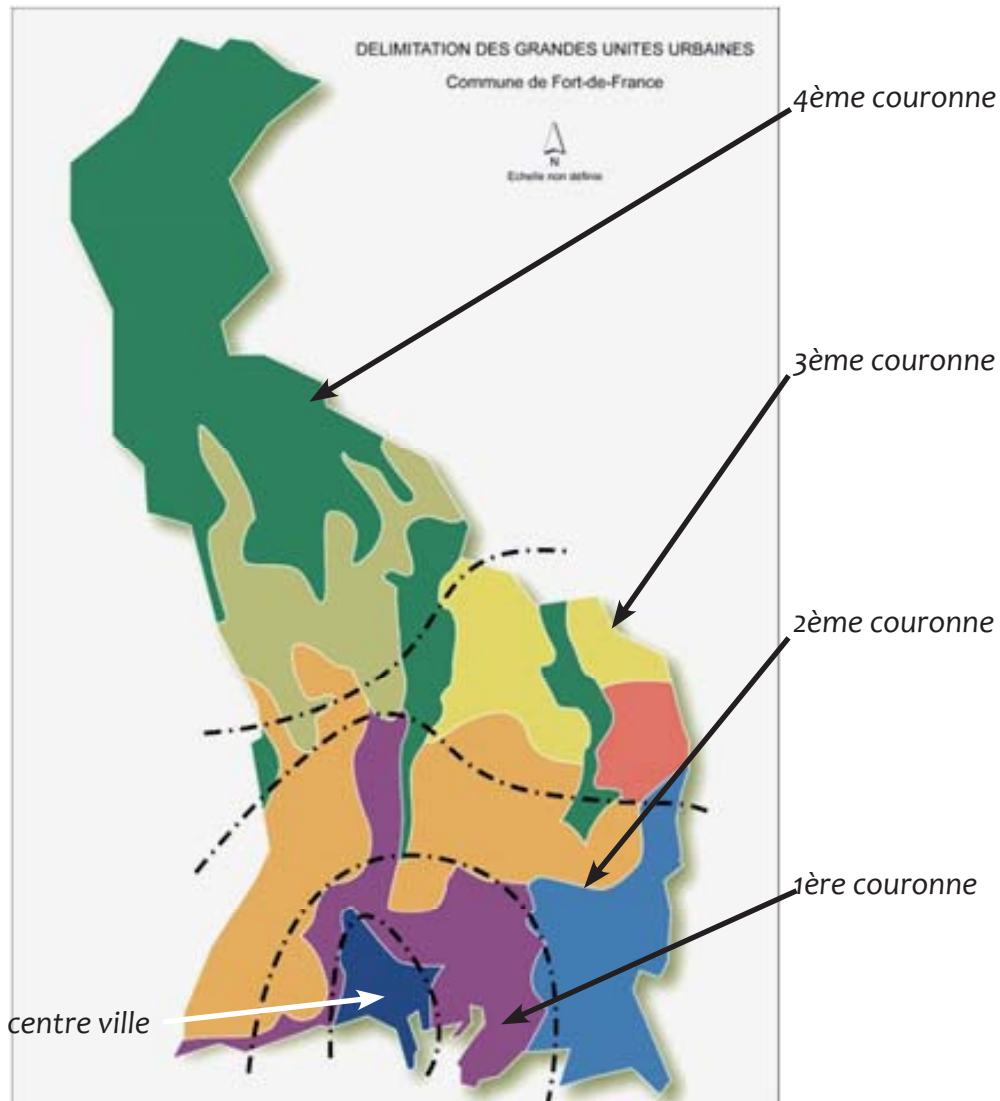 DELIMITATION DES GRANDES UNITES URBAINES
Commune de Fort-de-France
N
Echelle non définie
4ème couronne
3ème couronne
2ème couronne
1ère couronne
centre ville